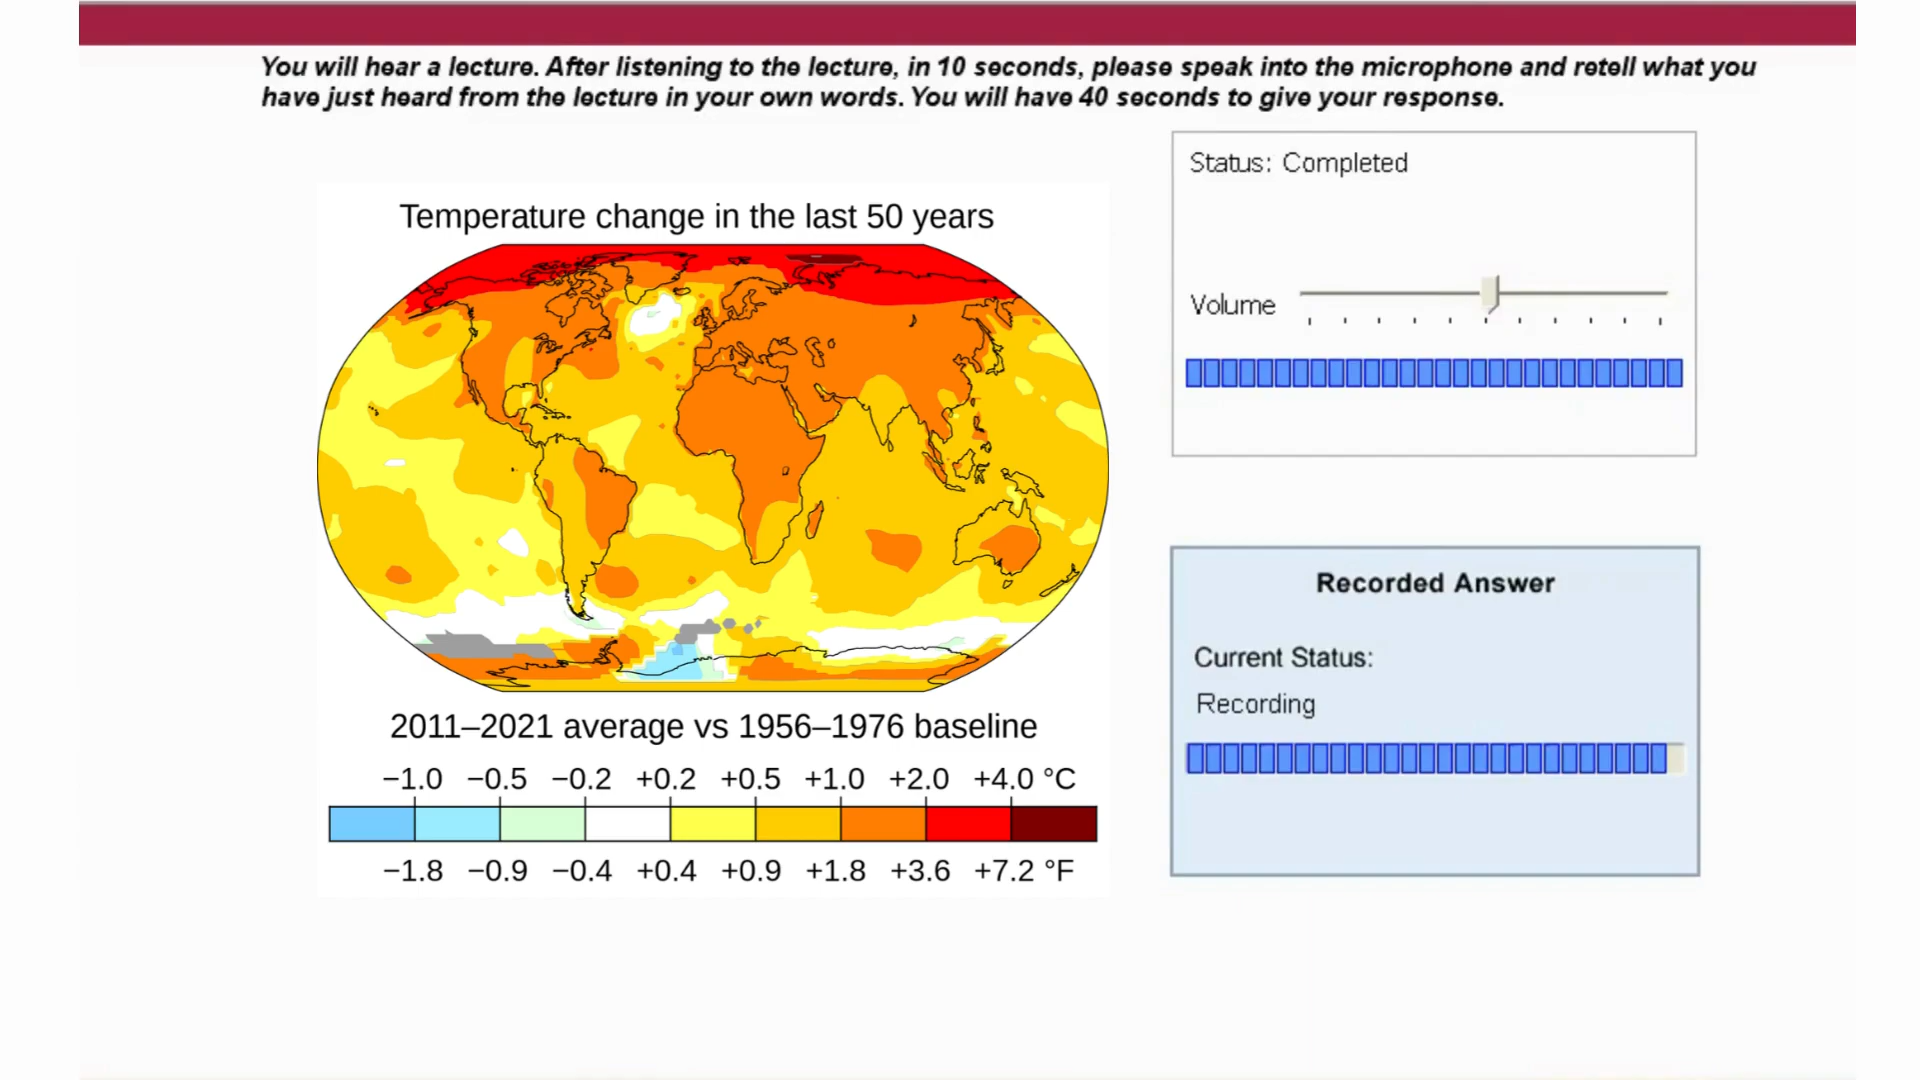 You will hear a lecture. After listening to the lecture, in 10 seconds, please speak into the microphone and retell what you
have just heard from the lecture in your own words. You will have 40 seconds to give your response.
Temperature change in the last 50 years
2011–2021 average vs 1956–1976 baseline
−1.0 −0.5 −0.2 +0.2 +0.5 +1.0 +2.0 +4.0 °C
−1.8 −0.9 −0.4 +0.4 +0.9 +1.8 +3.6 +7.2 °F
Status: Completed
Volume
Recorded Answer
Current Status:
Recording